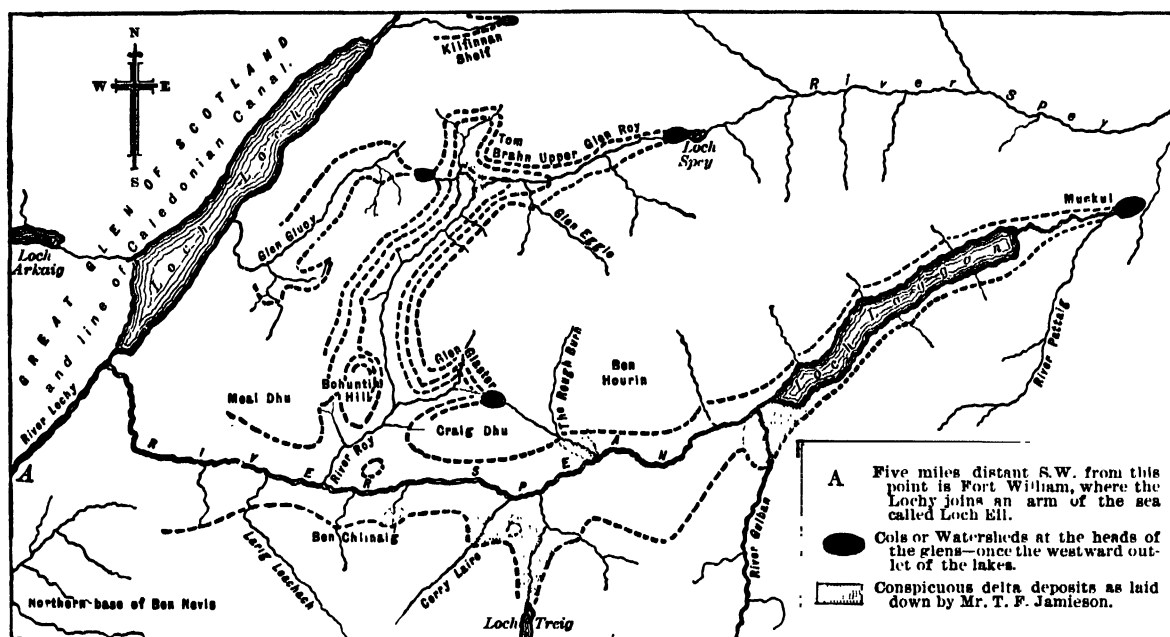 N
W E
S
GREAT GLEN OF SCOTLAND
and line of Caledonian Canal.
Kilfinnan
Shelf
River Spey
Tom
Brahn Upper Glen Roy
Loch
Spey
Muckul
Loch Lochy
Loch
Arkaig
Glen Gluoy
Glen Eggie
Loch Laggan
River Pattaig
Glen Glaster
The Rough Burn
Ben
Hourin
Bohuntin
Hill
Meal Dhu
Craig Dhu
River Lochy
River Roy
RIVER SPEAN
A
Ben Chlinaig
Larig Leachach
Corry Laire
River Gulban
Northern base of Ben Nevis
Loch Treig
A Five miles distant S.W. from this
point is Fort William, where the
Lochy joins an arm of the sea
called Loch Eil.
Cols or Watersheds at the heads of
the glens—once the westward out-
let of the lakes.
Conspicuous delta deposits as laid
down by Mr. T. F. Jamieson.